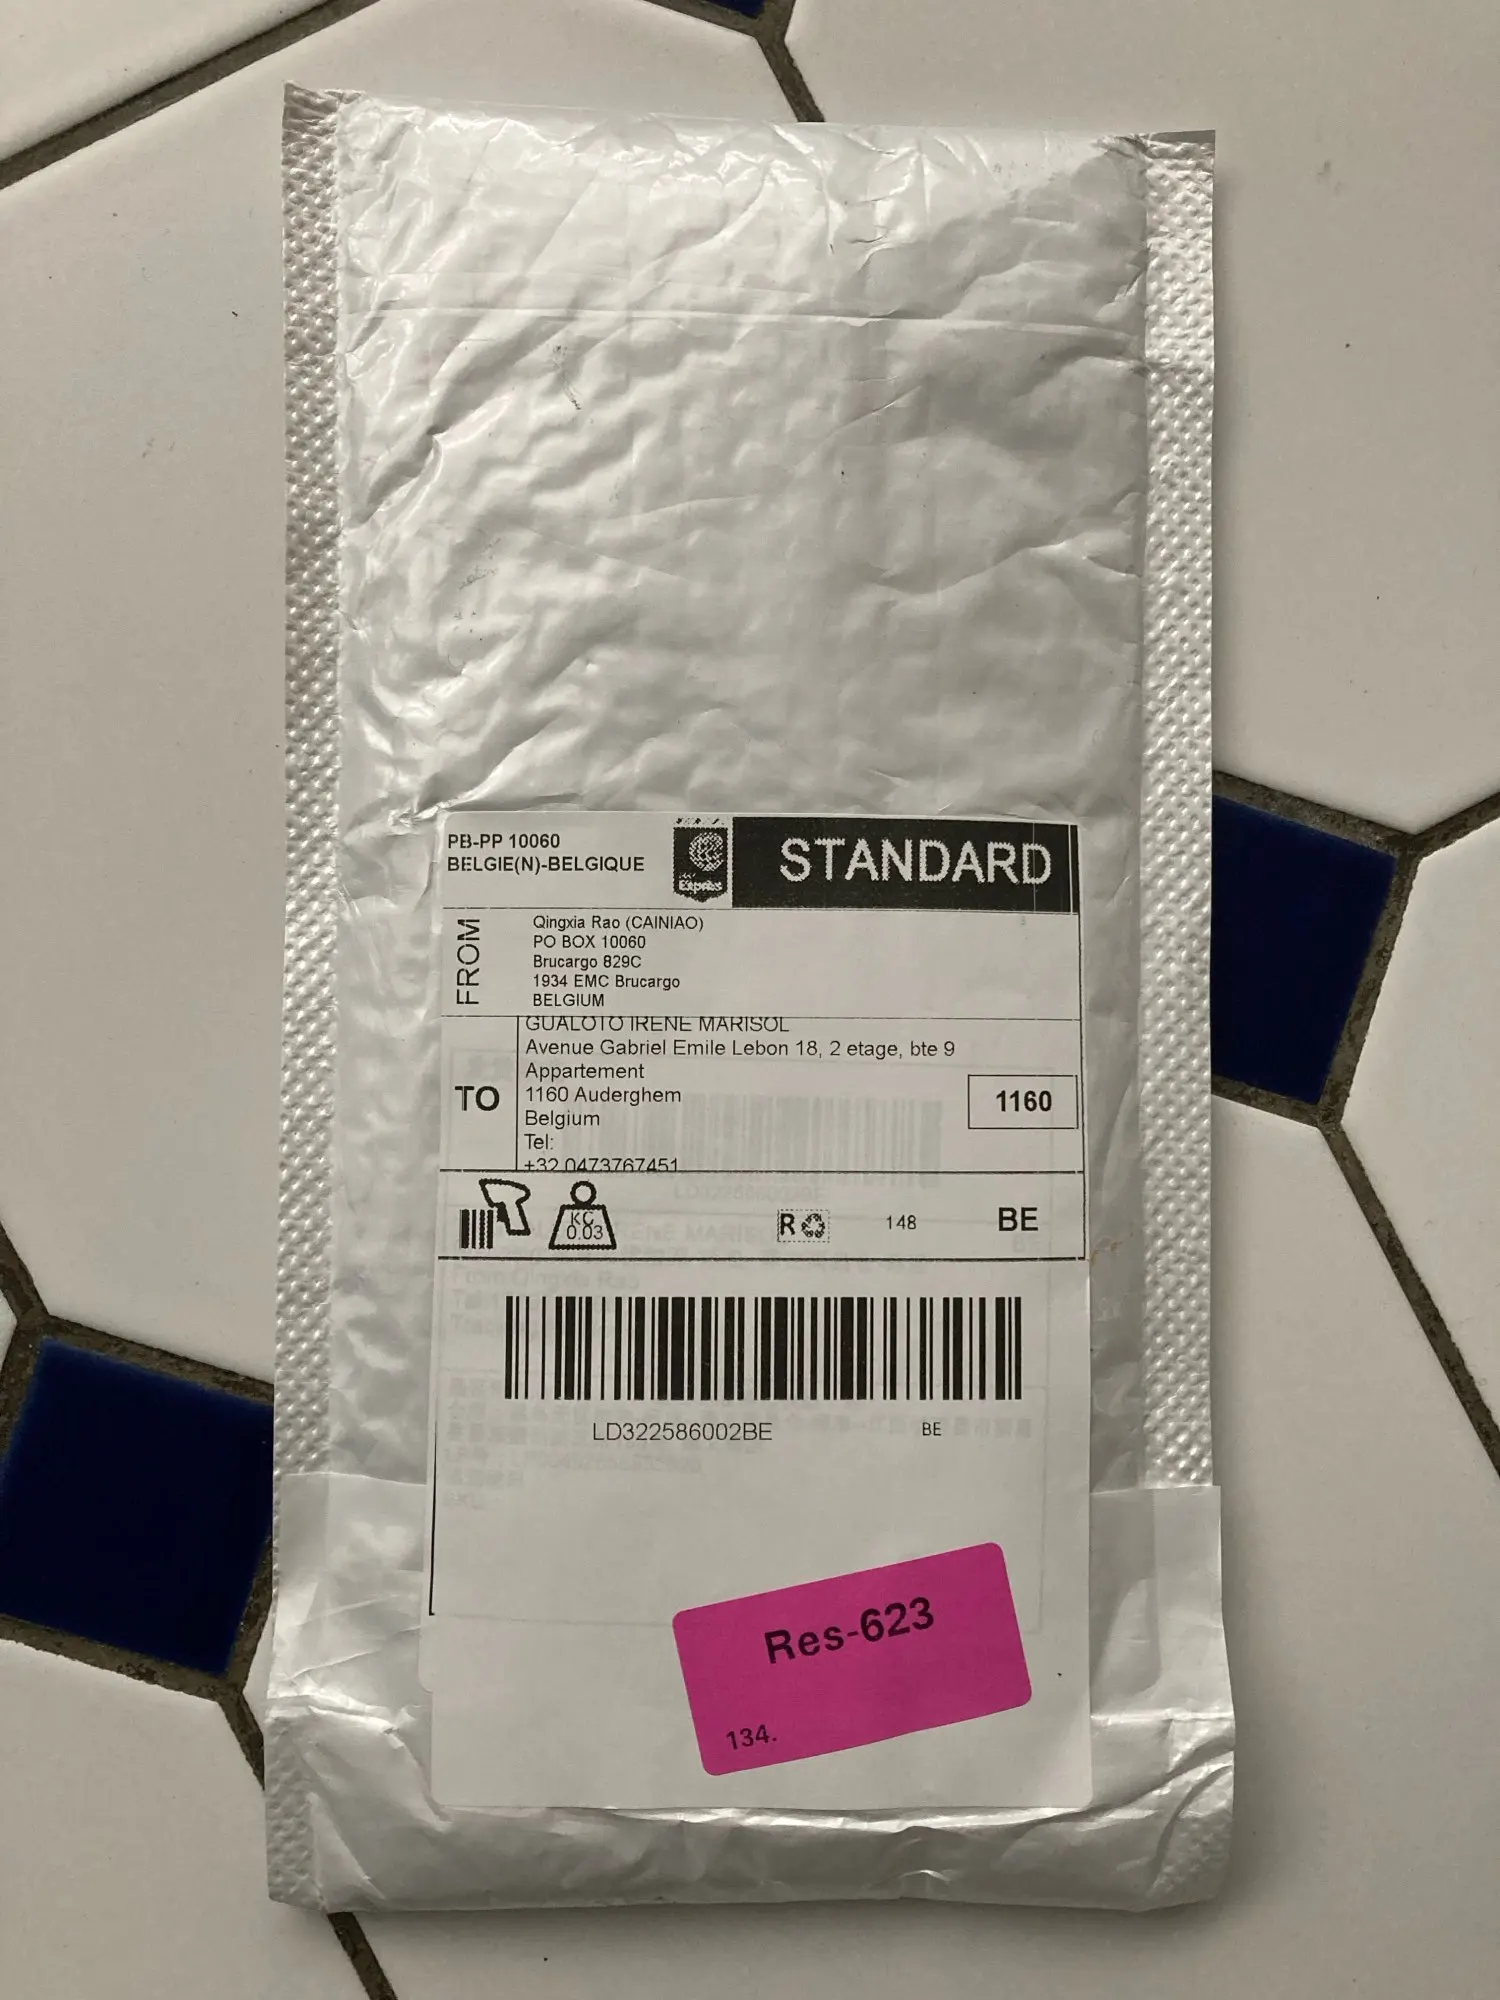 PB-PP 10060
BELGIE(N)-BELGIQUE
Exprès
STANDARD
FROM
Qingxia Rao (CAINIAO)
PO BOX 10060
Brucargo 829C
1934 EMC Brucargo
BELGIUM
TO
GUALOTO IRENE MARISOL
Avenue Gabriel Emile Lebon 18, 2 etage, bte 9
Appartement
1160 Auderghem
Belgium
Tel:
+32 0473767451
1160
KG
0.03
R
148
BE
LD322586002BE
BE
Res-623
134.